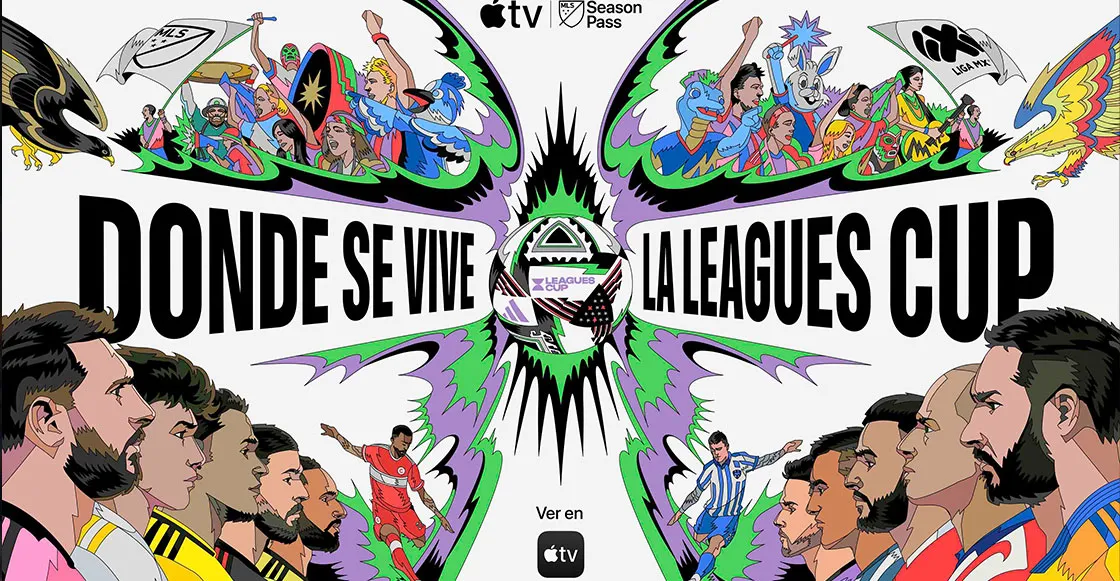 tv
MLS
Season
Pass
MLS
LIGA MX
DONDE SE VIVE
LA LEAGUES CUP
LEAGUES
CUP
Ver en
tv